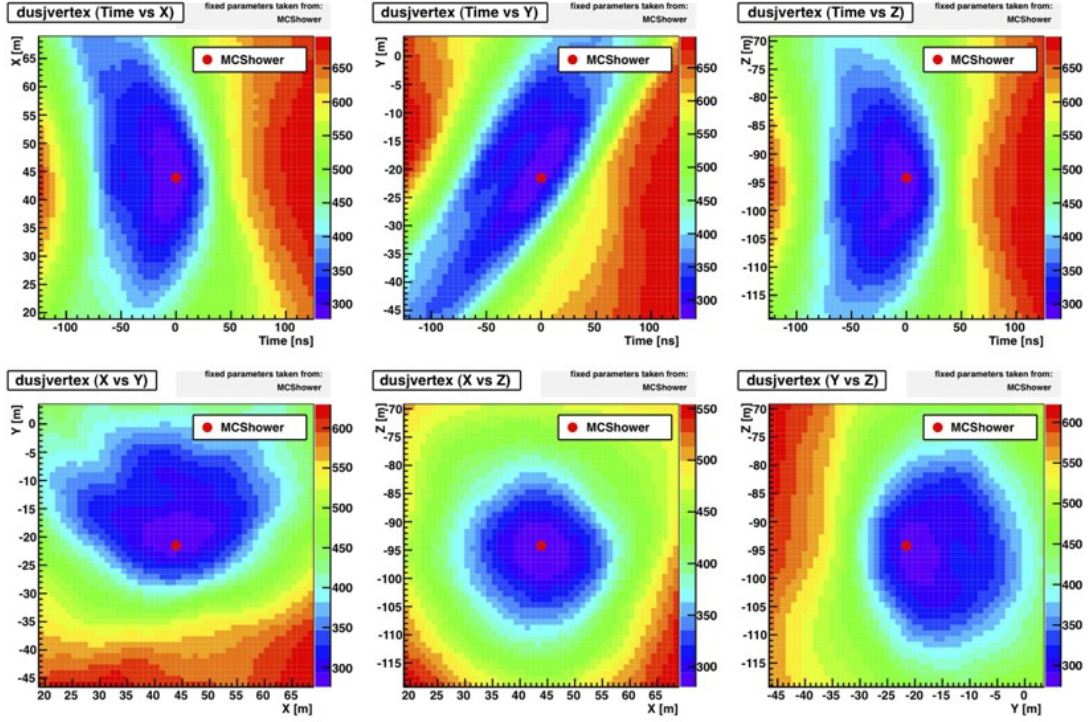 dusjvertex (Time vs X)
fixed parameters taken from:
MCShower
X [m]
MCShower
65
60
55
50
45
40
35
30
25
20
650
600
550
500
450
400
350
300
-100 -50 0 50 100
Time [ns]
dusjvertex (Time vs Y)
fixed parameters taken from:
MCShower
Y [m]
MCShower
0
-5
-10
-15
-20
-25
-30
-35
-40
-45
650
600
550
500
450
400
350
300
-100 -50 0 50 100
Time [ns]
dusjvertex (Time vs Z)
fixed parameters taken from:
MCShower
Z [m]
MCShower
-70
-75
-80
-85
-90
-95
-100
-105
-110
-115
650
600
550
500
450
400
350
300
-100 -50 0 50 100
Time [ns]
dusjvertex (X vs Y)
fixed parameters taken from:
MCShower
Y [m]
MCShower
0
-5
-10
-15
-20
-25
-30
-35
-40
-45
600
550
500
450
400
350
300
20 25 30 35 40 45 50 55 60 65
X [m]
dusjvertex (X vs Z)
fixed parameters taken from:
MCShower
Z [m]
MCShower
-70
-75
-80
-85
-90
-95
-100
-105
-110
-115
550
500
450
400
350
300
20 25 30 35 40 45 50 55 60 65
X [m]
dusjvertex (Y vs Z)
fixed parameters taken from:
MCShower
Z [m]
MCShower
-70
-75
-80
-85
-90
-95
-100
-105
-110
-115
600
550
500
450
400
350
300
-45 -40 -35 -30 -25 -20 -15 -10 -5 0
Y [m]